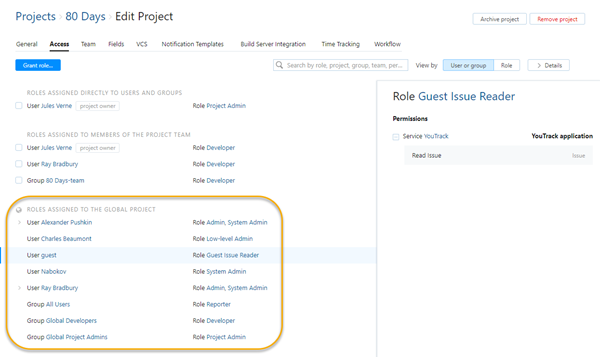 Projects › 80 Days › Edit Project
Archive project
Remove project
General Access Team Fields VCS Notification Templates Build Server Integration Time Tracking Workflow
Grant role...
Search by role, project, group, team, per...
View by User or group Role
Details
ROLES ASSIGNED DIRECTLY TO USERS AND GROUPS
User Jules Verne project owner Role Project Admin
ROLES ASSIGNED TO MEMBERS OF THE PROJECT TEAM
User Jules Verne project owner Role Developer
User Ray Bradbury Role Developer
Group 80 Days-team Role Developer
ROLES ASSIGNED TO THE GLOBAL PROJECT
User Alexander Pushkin Role Admin, System Admin
User Charles Beaumont Role Low-level Admin
User guest Role Guest Issue Reader
User Nabokov Role System Admin
User Ray Bradbury Role Admin, System Admin
Group All Users Role Reporter
Group Global Developers Role Developer
Group Global Project Admins Role Project Admin
Role Guest Issue Reader
Permissions
Service YouTrack YouTrack application
Read Issue Issue